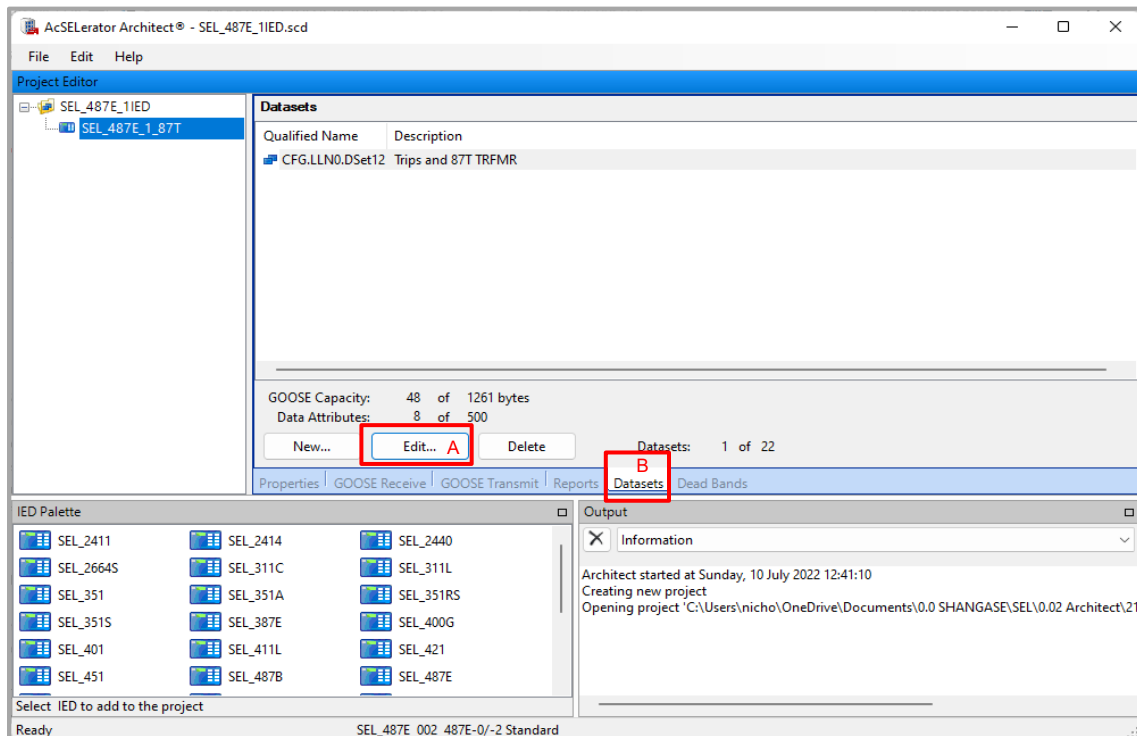 AcSELerator Architect® - SEL_487E_1IED.scd
File Edit Help
Project Editor
SEL_487E_1IED
SEL_487E_1_87T
Datasets
Qualified Name Description
CFG.LLN0.DSet12 Trips and 87T TRFMR
GOOSE Capacity: 48 of 1261 bytes
Data Attributes: 8 of 500
New... Edit... A Delete Datasets: 1 of 22
B
Properties GOOSE Receive GOOSE Transmit Reports Datasets Dead Bands
IED Palette
SEL_2411 SEL_2414 SEL_2440
SEL_2664S SEL_311C SEL_311L
SEL_351 SEL_351A SEL_351RS
SEL_351S SEL_387E SEL_400G
SEL_401 SEL_411L SEL_421
SEL_451 SEL_487B SEL_487E
Select IED to add to the project
Output
Information
Architect started at Sunday, 10 July 2022 12:41:10
Creating new project
Opening project 'C:\Users\nicho\OneDrive\Documents\0.0 SHANGASE\SEL\0.02 Architect\21
Ready SEL_487E 002 487E-0/-2 Standard